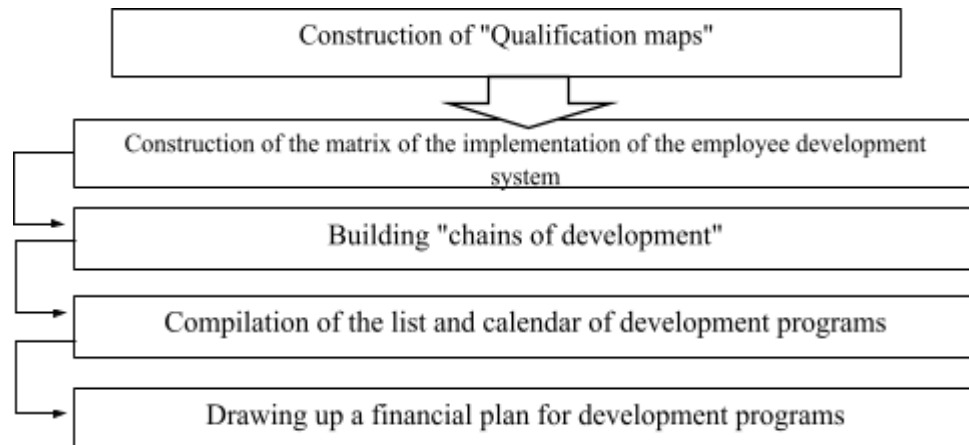 Construction of "Qualification maps"
Construction of the matrix of the implementation of the employee development
system
Building "chains of development"
Compilation of the list and calendar of development programs
Drawing up a financial plan for development programs